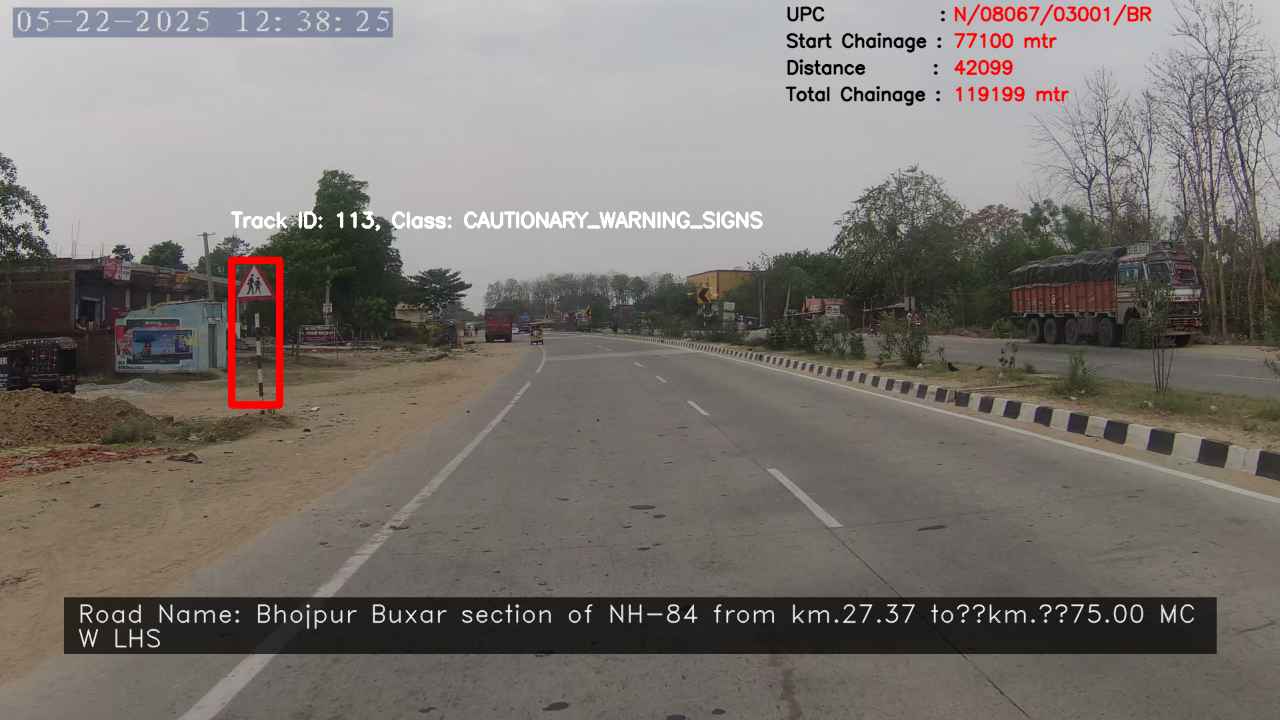 05-22-2025 12:38:25
UPC : N/08067/03001/BR
Start Chainage : 77100 mtr
Distance : 42099
Total Chainage : 119199 mtr
Track ID: 113, Class: CAUTIONARY_WARNING_SIGNS
Road Name: Bhojpur Buxar section of NH-84 from km.27.37 to??km.??75.00 MC
W LHS